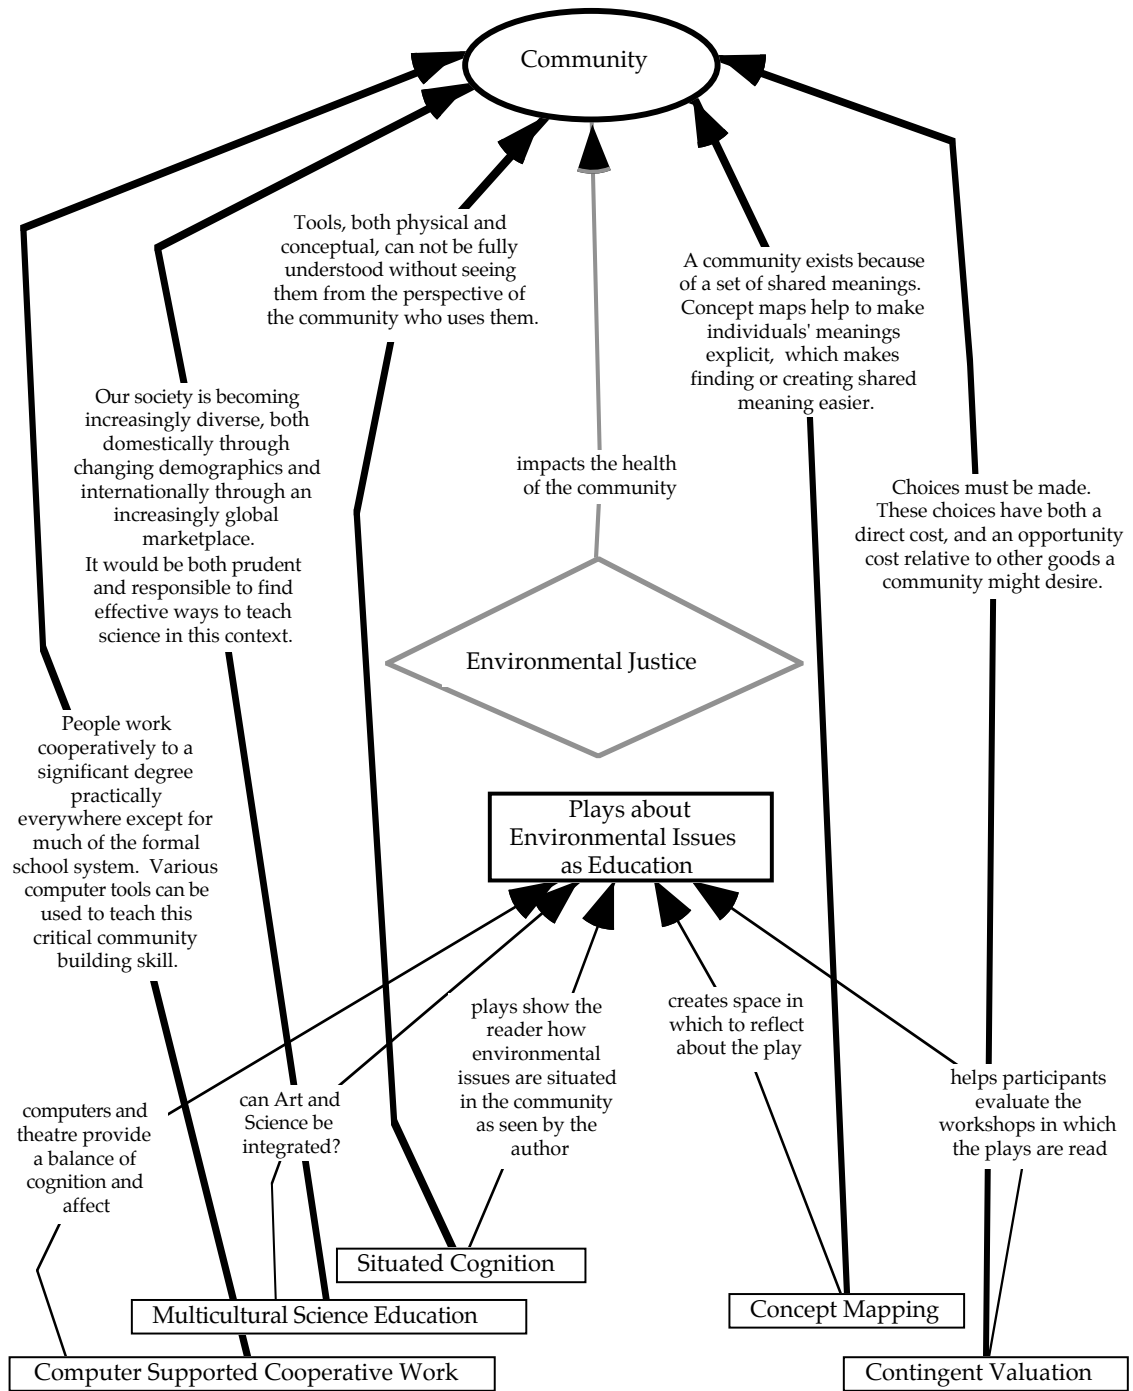 Community
Tools, both physical and
conceptual, can not be fully
understood without seeing
them from the perspective of
the community who uses them.
A community exists because
of a set of shared meanings.
Concept maps help to make
individuals' meanings
explicit, which makes
finding or creating shared
meaning easier.
Our society is becoming
increasingly diverse, both
domestically through
changing demographics and
internationally through an
increasingly global
marketplace.
It would be both prudent
and responsible to find
effective ways to teach
science in this context.
impacts the health
of the community
Choices must be made.
These choices have both a
direct cost, and an opportunity
cost relative to other goods a
community might desire.
Environmental Justice
People work
cooperatively to a
significant degree
practically
everywhere except for
much of the formal
school system. Various
computer tools can be
used to teach this
critical community
building skill.
Plays about
Environmental Issues
as Education
computers and
theatre provide
a balance of
cognition and
affect
can Art and
Science be
integrated?
plays show the
reader how
environmental
issues are situated
in the community
as seen by the
author
creates space in
which to reflect
about the play
helps participants
evaluate the
workshops in which
the plays are read
Situated Cognition
Multicultural Science Education
Concept Mapping
Computer Supported Cooperative Work
Contingent Valuation